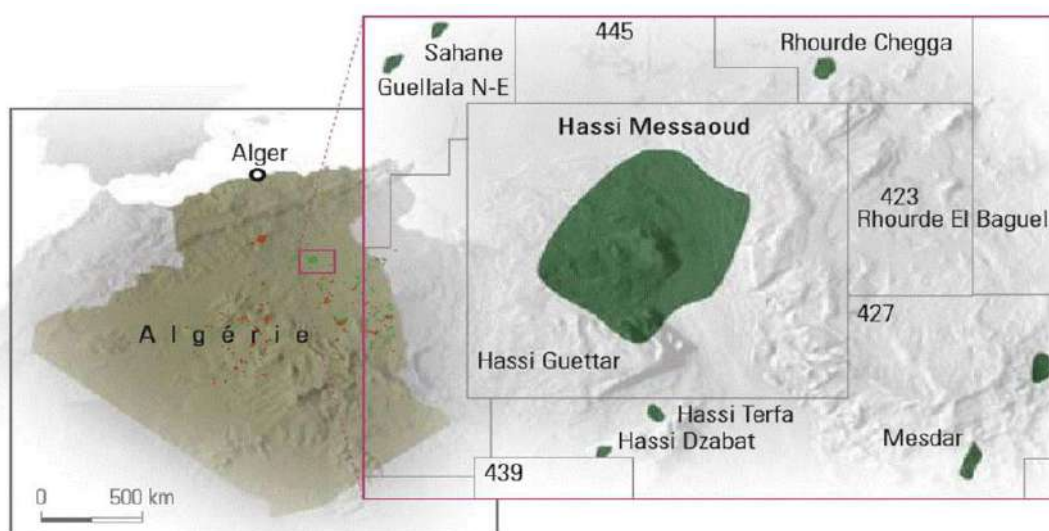 445
Sahane
Rhourde Chegga
Guellala N-E
Hassi Messaoud
Alger
423
Rhourde El Baguel
427
Algérie
Hassi Guettar
Hassi Terfa
Hassi Dzabat
Mesdar
439
0 500 km